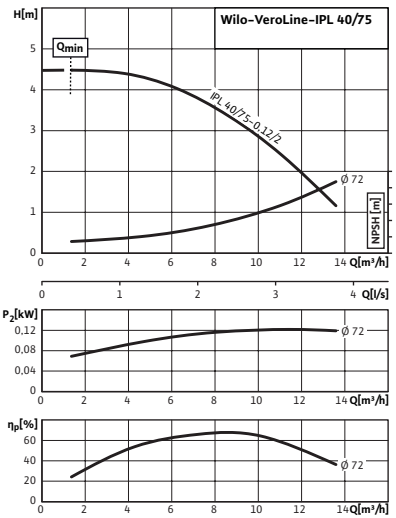 H[m]
Wilo-VeroLine-IPL 40/75
Qmin
5
4
3
2
1
0
IPL 40/75-0.12/2
Ø 72
NPSH [m]
0 2 4 6 8 10 12 14 Q[m³/h]
0 1 2 3 4 Q[l/s]
P₂[kW]
0,12
0,08
0,04
0
Ø 72
0 2 4 6 8 10 12 14 Q[m³/h]
ηₚ[%]
60
40
20
0
Ø 72
0 2 4 6 8 10 12 14 Q[m³/h]